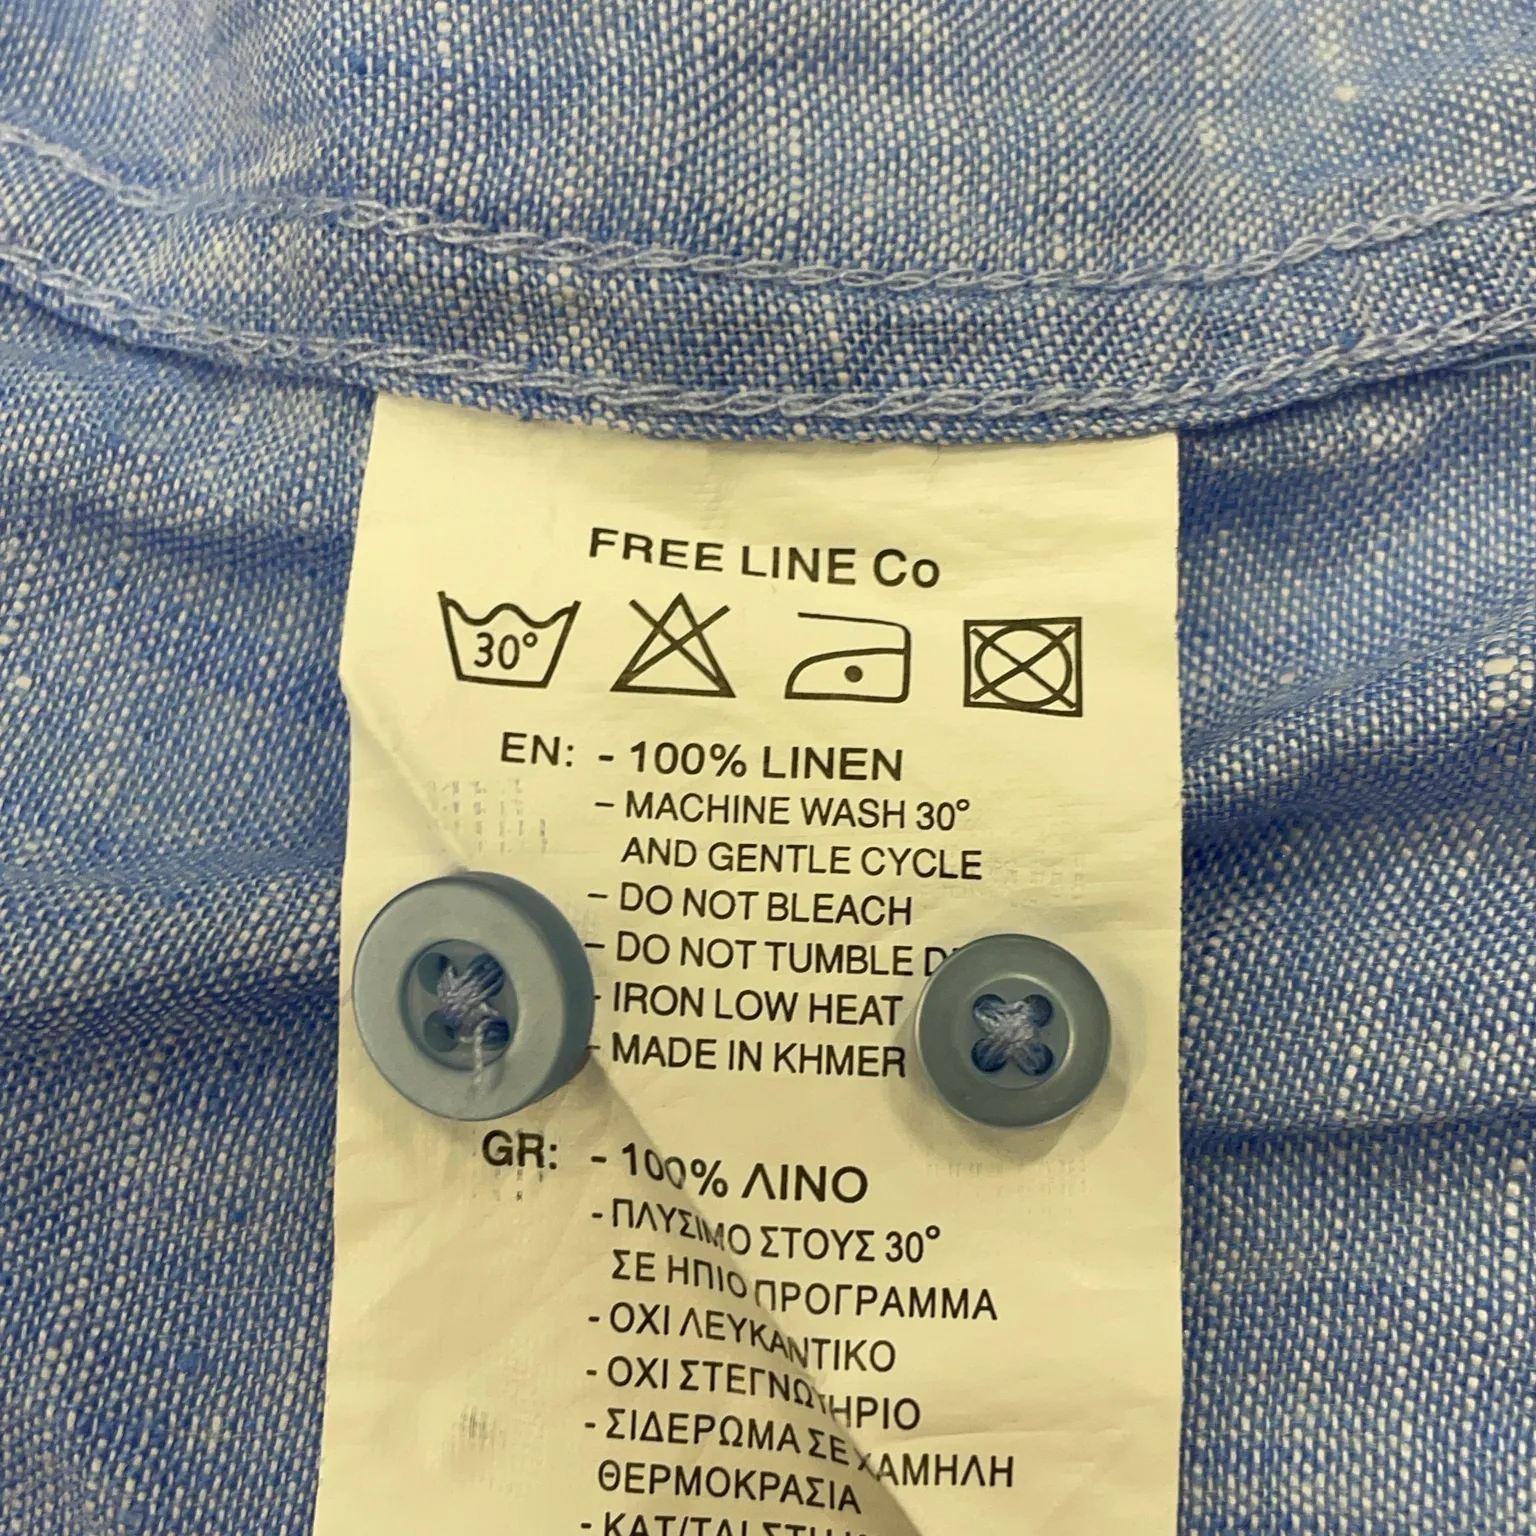 FREE LINE Co
30°
EN: - 100% LINEN
- MACHINE WASH 30°
AND GENTLE CYCLE
- DO NOT BLEACH
- DO NOT TUMBLE
- IRON LOW HEAT
- MADE IN KHMER
GR: - 100% ΛΙΝΟ
- ΠΛΥΣΙΜΟ ΣΤΟΥΣ 30°
ΣΕ ΗΠΙΟ ΠΡΟΓΡΑΜΜΑ
- ΟΧΙ ΛΕΥΚΑΝΤΙΚΟ
- ΟΧΙ ΣΤΕΓΝΩΤΗΡΙΟ
- ΣΙΔΕΡΩΜΑ ΣΕ ΧΑΜΗΛΗ
ΘΕΡΜΟΚΡΑΣΙΑ